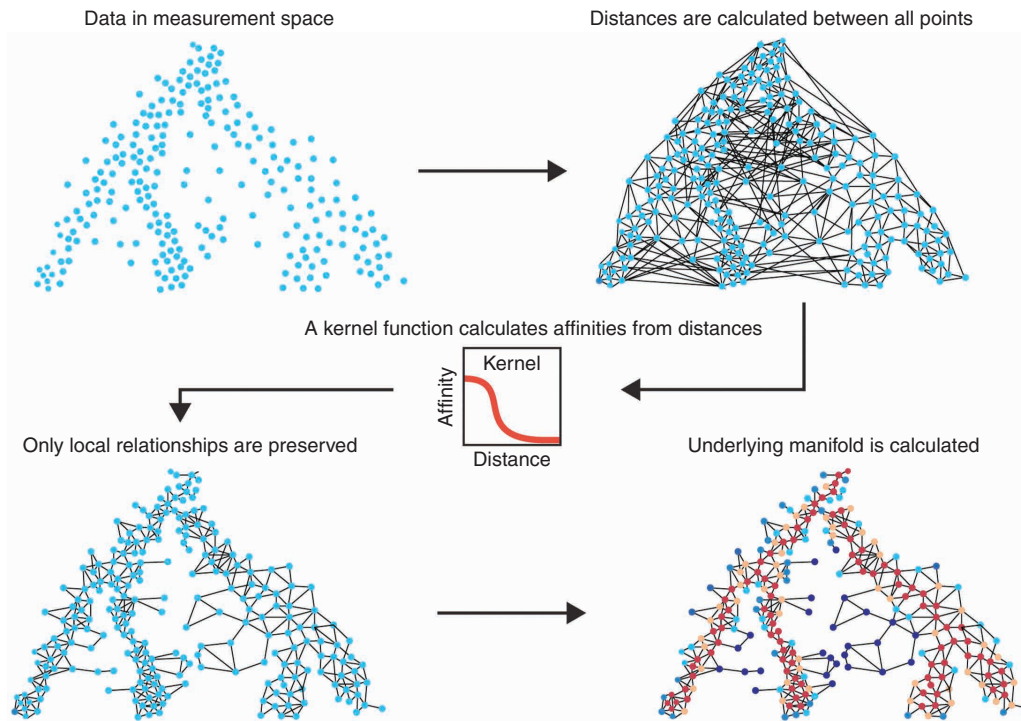 Data in measurement space
Distances are calculated between all points
A kernel function calculates affinities from distances
Kernel
Affinity
Distance
Only local relationships are preserved
Underlying manifold is calculated